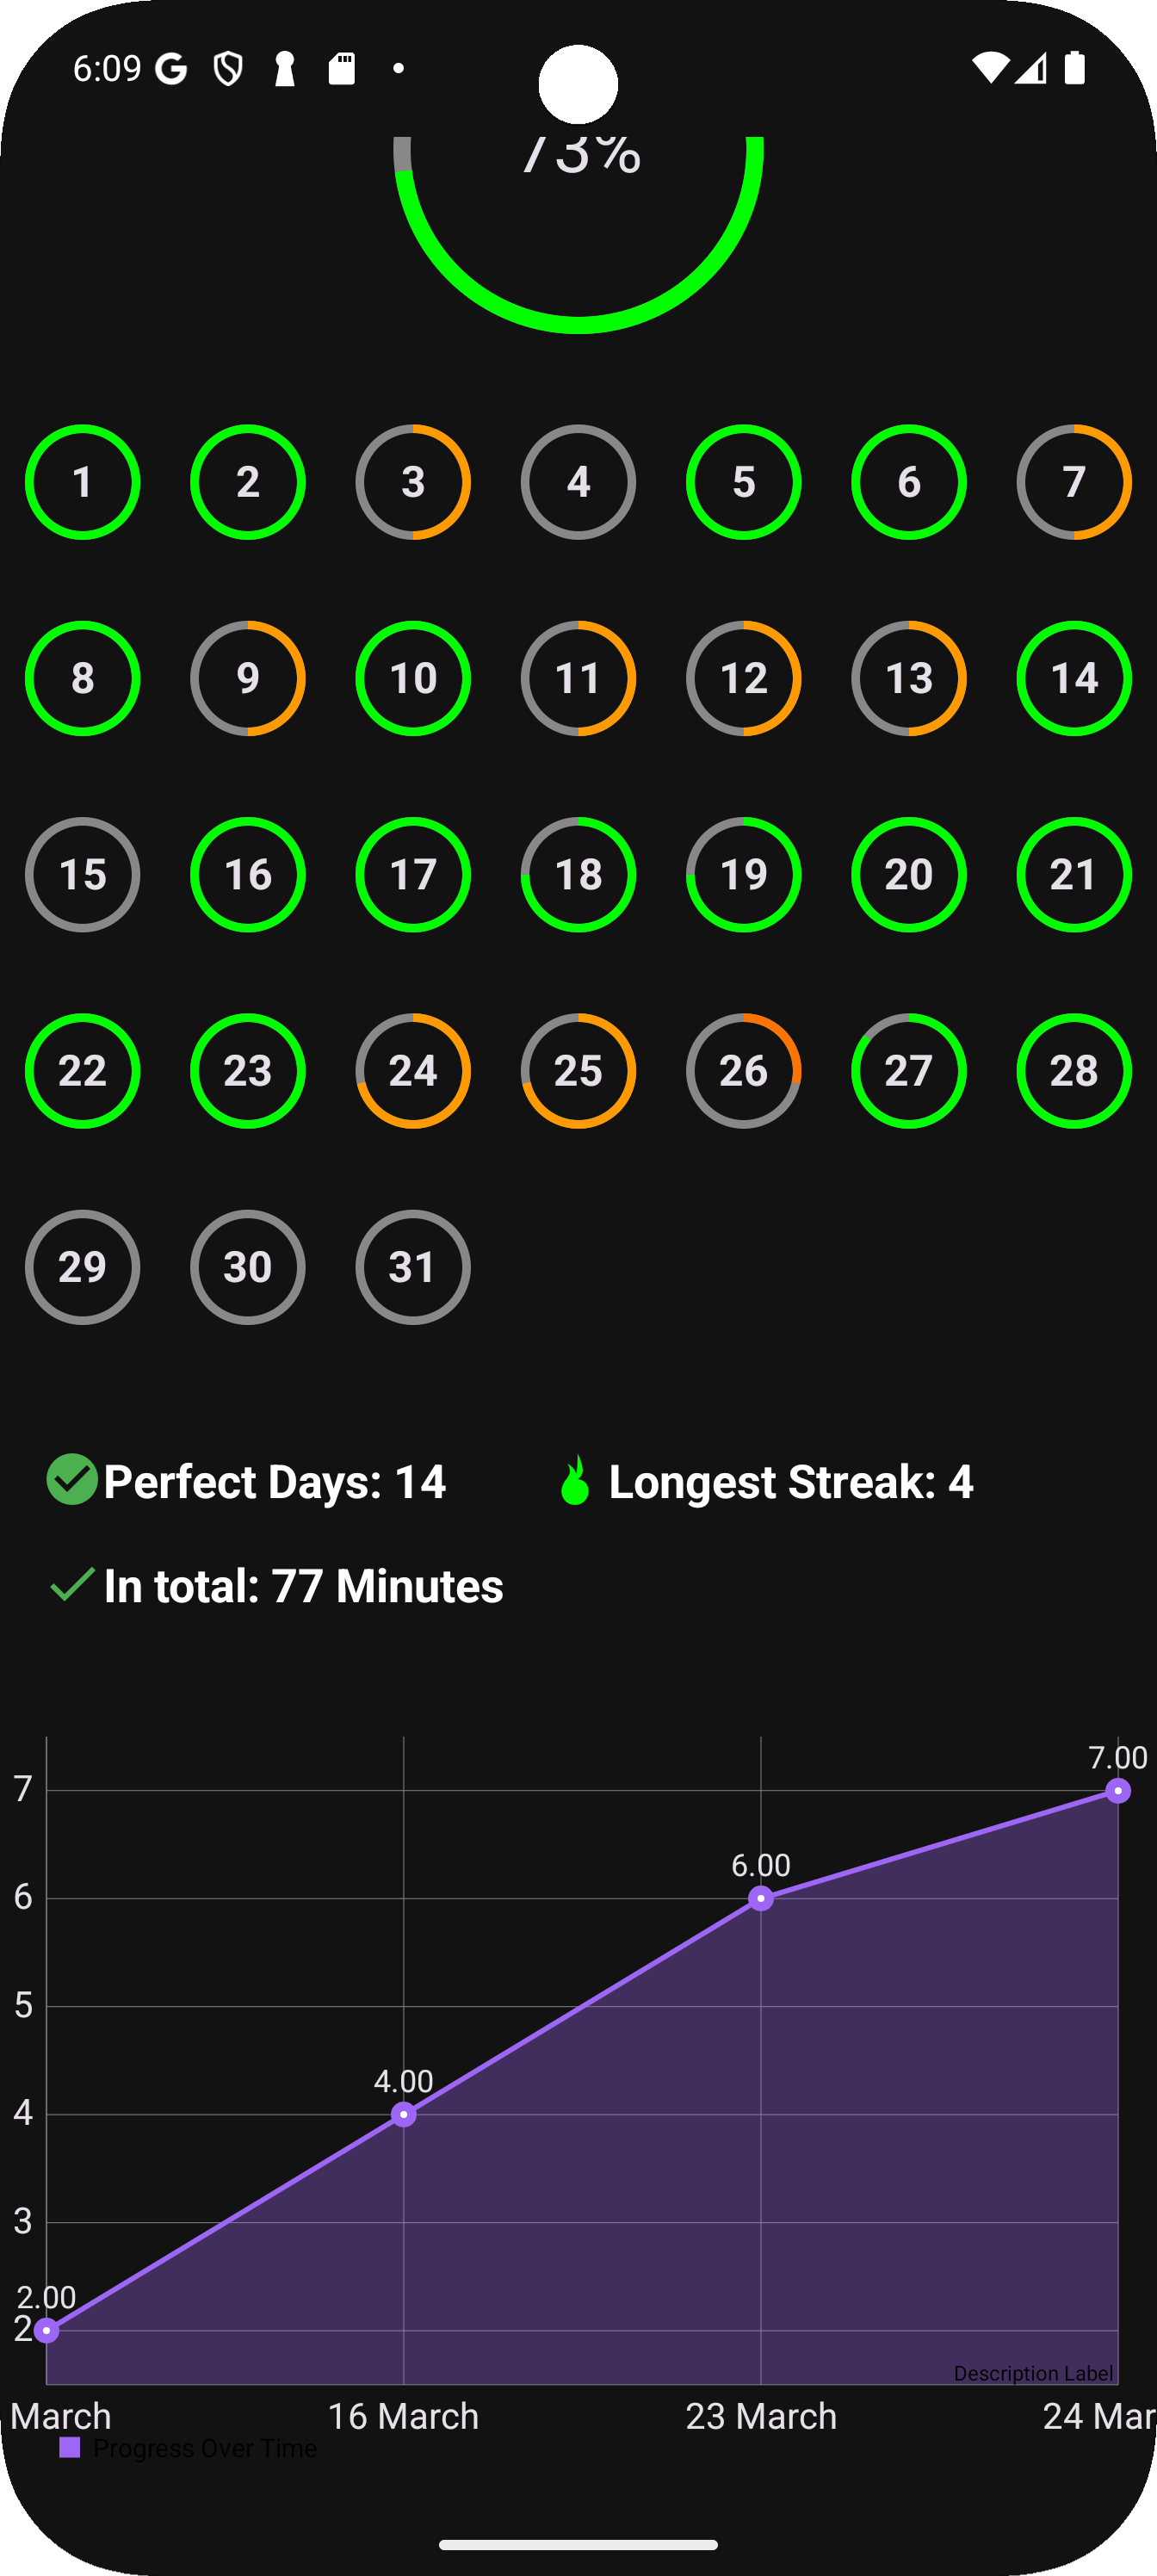 6:09
73%
1 2 3 4 5 6 7
8 9 10 11 12 13 14
15 16 17 18 19 20 21
22 23 24 25 26 27 28
29 30 31
Perfect Days: 14
Longest Streak: 4
In total: 77 Minutes
7.00
7
6.00
6
5
4.00
4
3
2.00
2
Description Label
March 16 March 23 March 24 Mar
Progress Over Time